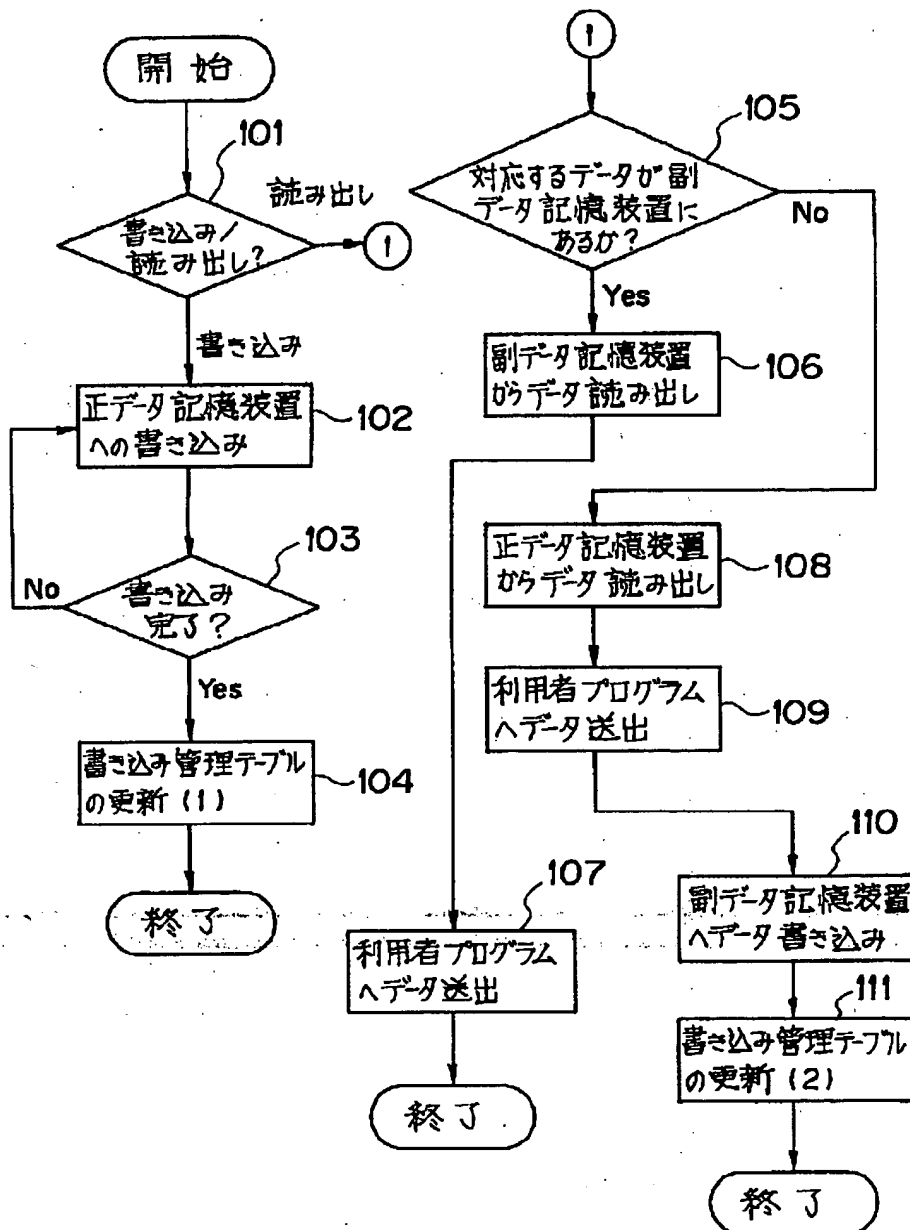 開始
101
書き込み/
読み出し?
読み出し
1
書き込み
102
正データ記憶装置
への書き込み
103
書き込み
完了?
No
Yes
104
書き込み管理テーブル
の更新(1)
終了
1
105
対応するデータが副
データ記憶装置に
あるか?
No
Yes
106
副データ記憶装置
からデータ読み出し
108
正データ記憶装置
からデータ読み出し
109
利用者プログラム
へデータ送出
107
利用者プログラム
へデータ送出
終了
110
副データ記憶装置
へデータ書き込み
111
書き込み管理テーブル
の更新(2)
終了